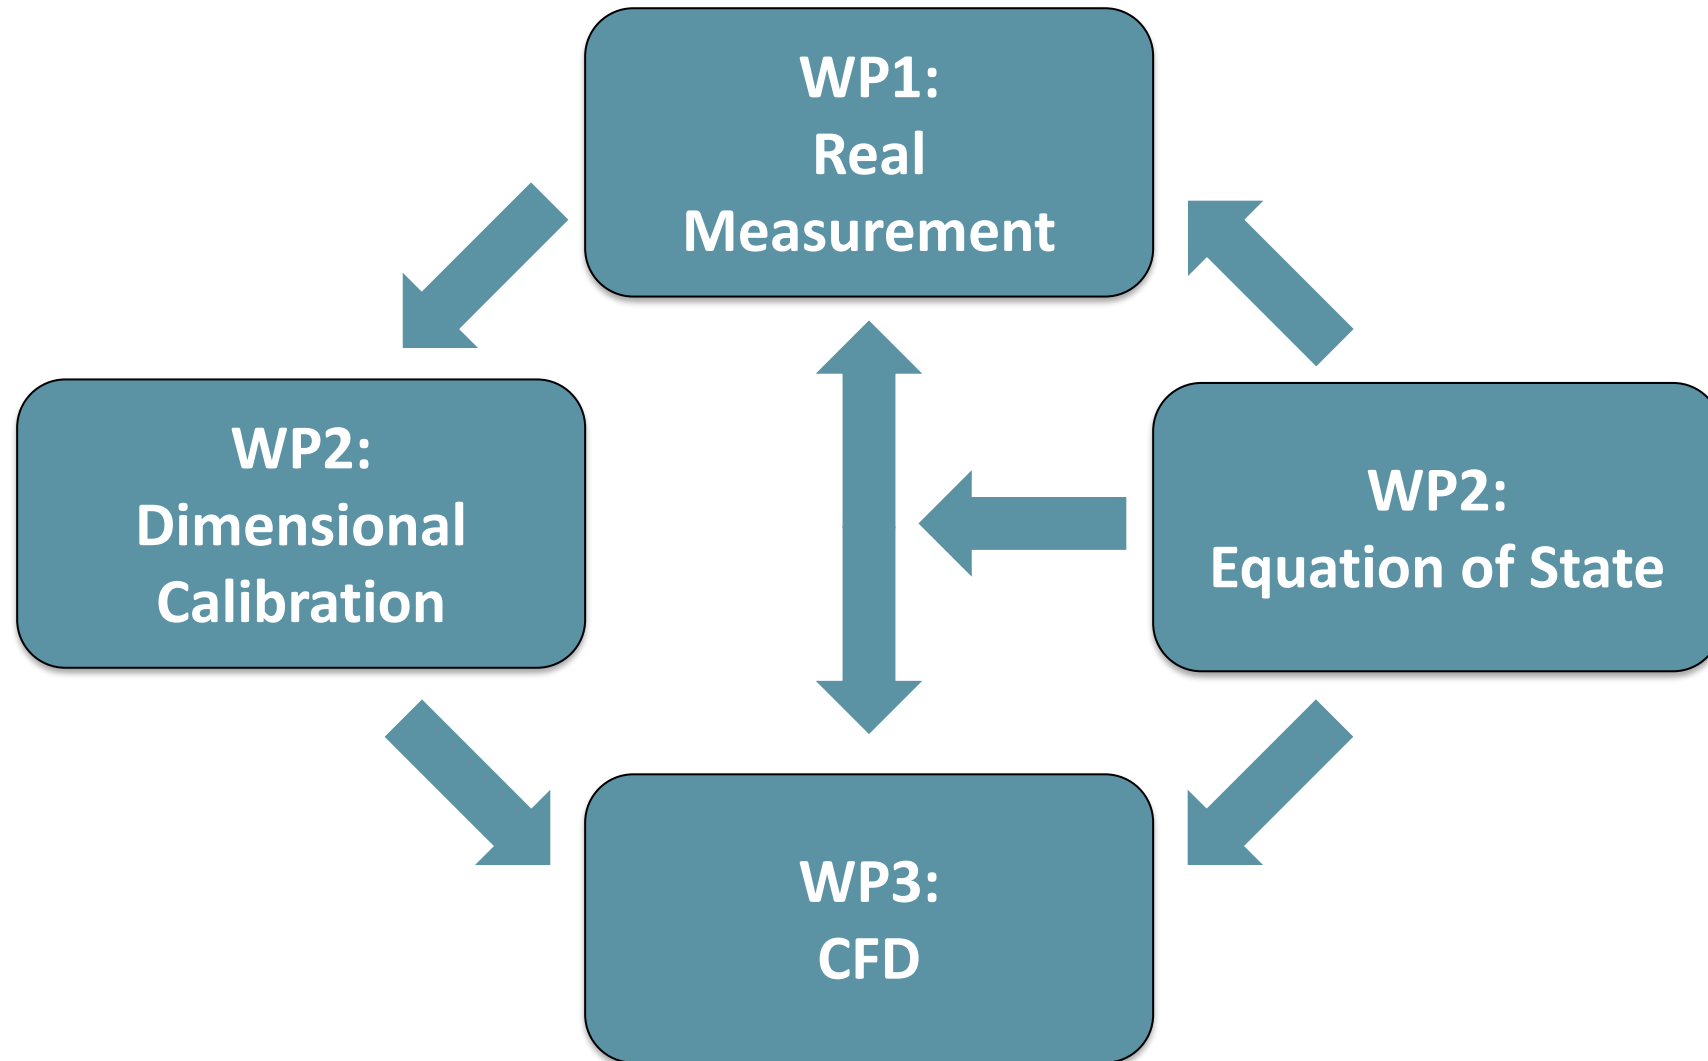 WP1:
Real
Measurement
WP2:
Dimensional
Calibration
WP2:
Equation of State
WP3:
CFD